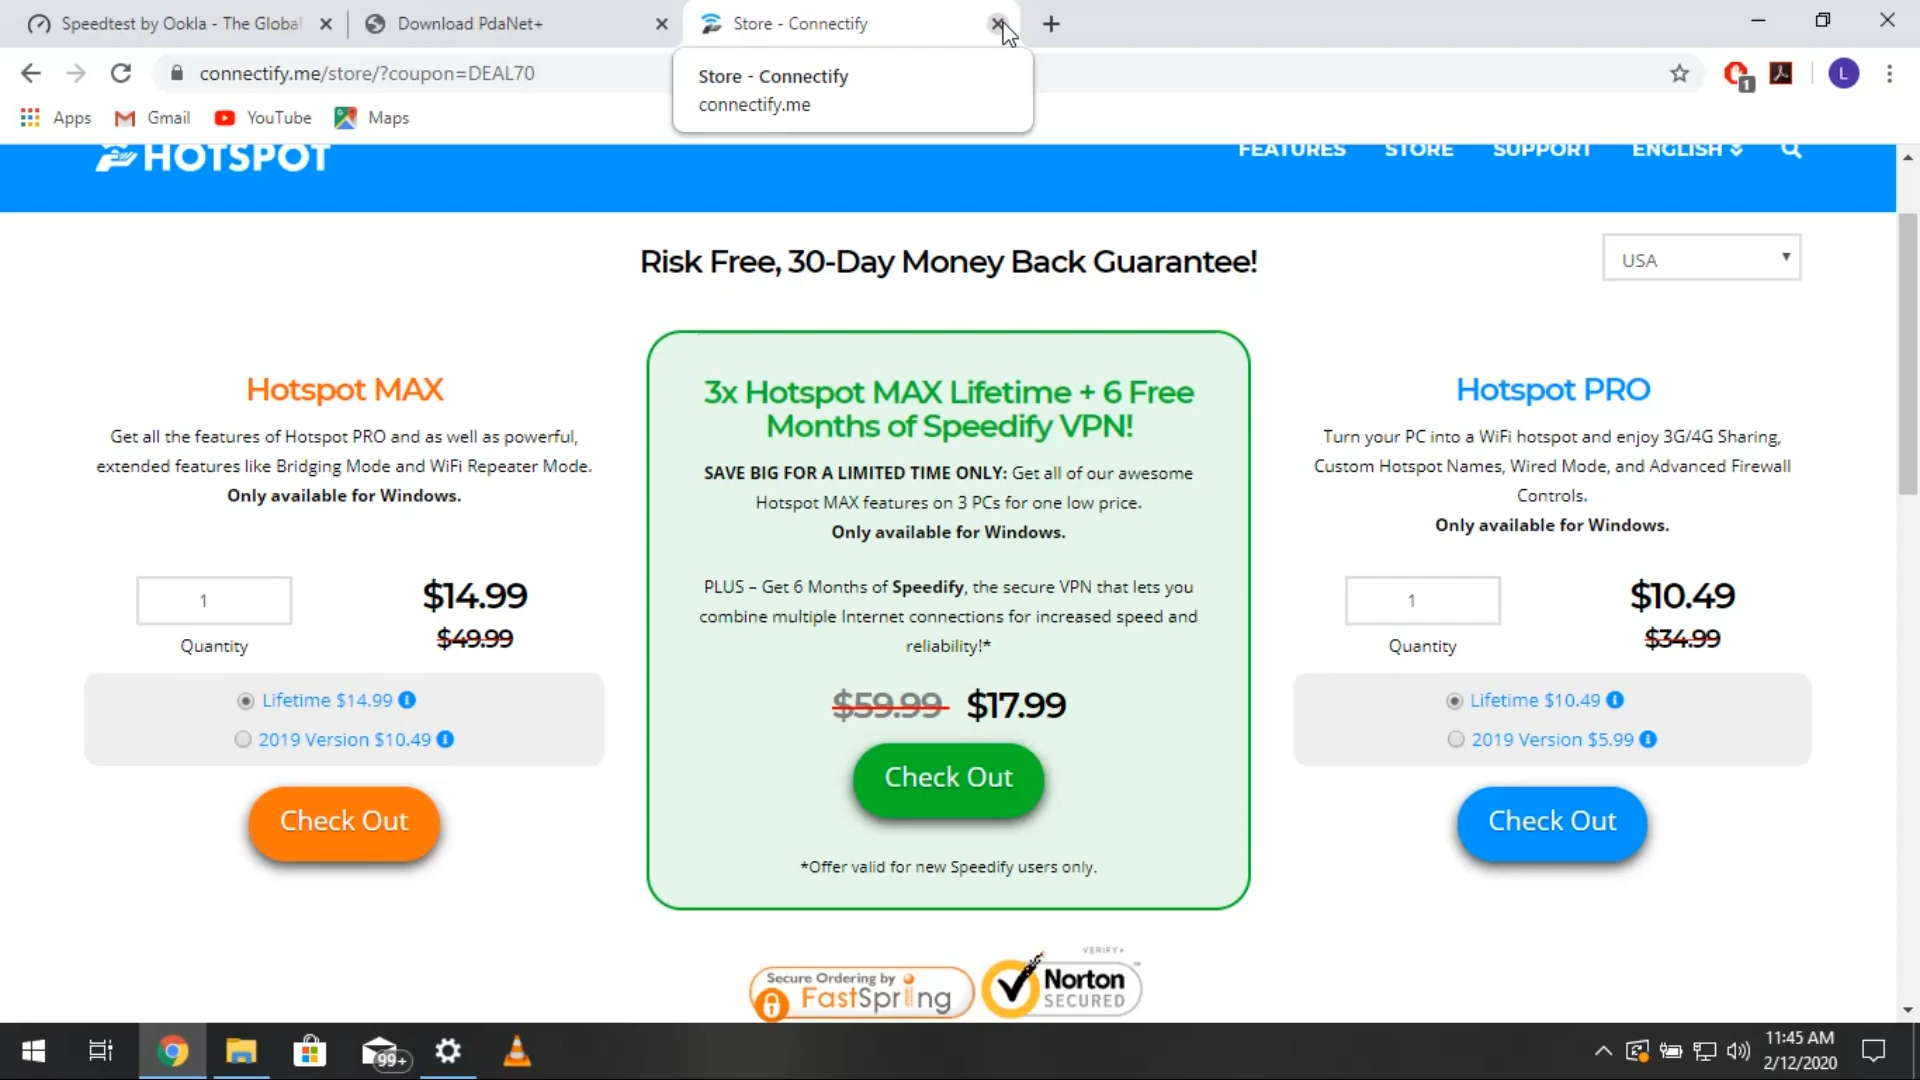 Speedtest by Ookla - The Global
Download PdaNet+
Store - Connectify
connectify.me/store/?coupon=DEAL70
Store - Connectify
connectify.me
1
L
Apps
Gmail
YouTube
Maps
HOTSPOT
FEATURES
STORE
SUPPORT
ENGLISH
Risk Free, 30-Day Money Back Guarantee!
USA
Hotspot MAX
Get all the features of Hotspot PRO and as well as powerful,
extended features like Bridging Mode and WiFi Repeater Mode.
Only available for Windows.
1
Quantity
$14.99
$49.99
Lifetime $14.99
2019 Version $10.49
Check Out
3x Hotspot MAX Lifetime + 6 Free
Months of Speedify VPN!
SAVE BIG FOR A LIMITED TIME ONLY: Get all of our awesome
Hotspot MAX features on 3 PCs for one low price.
Only available for Windows.
PLUS – Get 6 Months of Speedify, the secure VPN that lets you
combine multiple Internet connections for increased speed and
reliability!*
$59.99 $17.99
Check Out
*Offer valid for new Speedify users only.
Hotspot PRO
Turn your PC into a WiFi hotspot and enjoy 3G/4G Sharing,
Custom Hotspot Names, Wired Mode, and Advanced Firewall
Controls.
Only available for Windows.
1
Quantity
$10.49
$34.99
Lifetime $10.49
2019 Version $5.99
Check Out
Secure Ordering by
FastSpring
VERIFY
Norton
SECURED
TM
99+
11:45 AM
2/12/2020